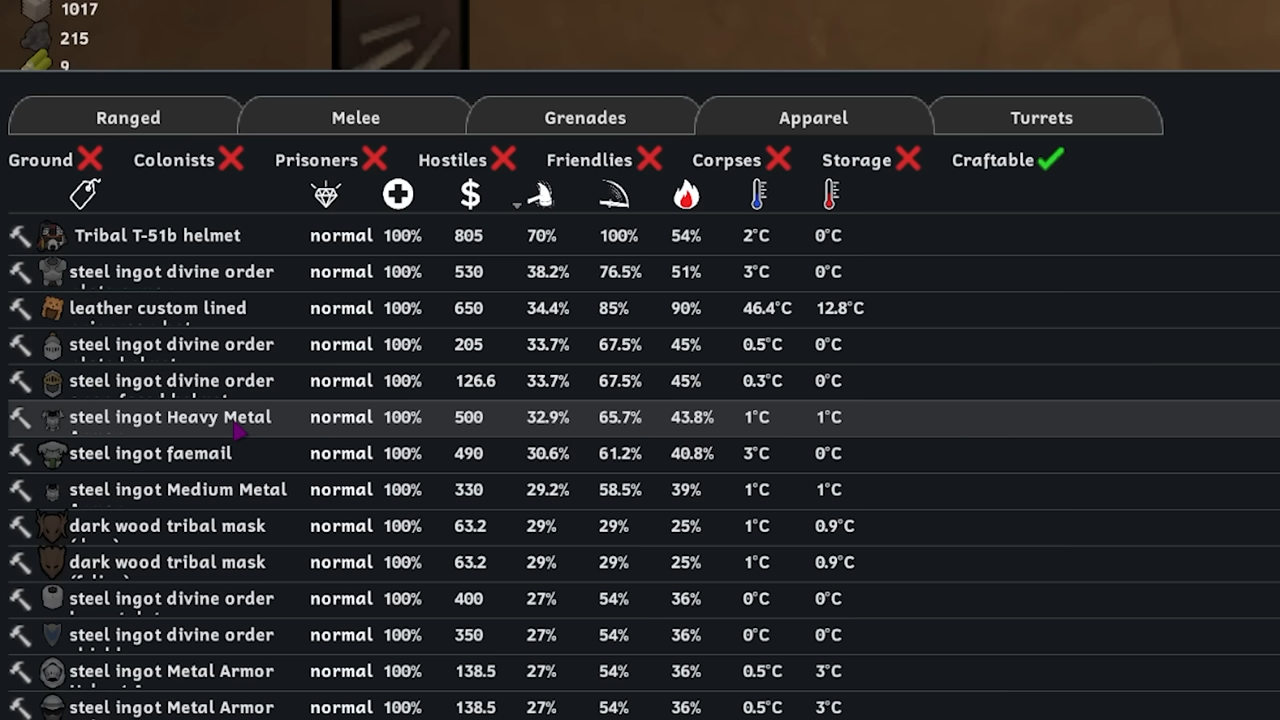 1017
215
9
Ranged Melee Grenades Apparel Turrets
Ground Colonists Prisoners Hostiles Friendlies Corpses Storage Craftable
$
Tribal T-51b helmet normal 100% 805 70% 100% 54% 2°C 0°C
steel ingot divine order normal 100% 530 38.2% 76.5% 51% 3°C 0°C
leather custom lined normal 100% 650 34.4% 85% 90% 46.4°C 12.8°C
steel ingot divine order normal 100% 205 33.7% 67.5% 45% 0.5°C 0°C
steel ingot divine order normal 100% 126.6 33.7% 67.5% 45% 0.3°C 0°C
steel ingot Heavy Metal normal 100% 500 32.9% 65.7% 43.8% 1°C 1°C
steel ingot faemail normal 100% 490 30.6% 61.2% 40.8% 3°C 0°C
steel ingot Medium Metal normal 100% 330 29.2% 58.5% 39% 1°C 1°C
dark wood tribal mask normal 100% 63.2 29% 29% 25% 1°C 0.9°C
dark wood tribal mask normal 100% 63.2 29% 29% 25% 1°C 0.9°C
steel ingot divine order normal 100% 400 27% 54% 36% 0°C 0°C
steel ingot divine order normal 100% 350 27% 54% 36% 0°C 0°C
steel ingot Metal Armor normal 100% 138.5 27% 54% 36% 0.5°C 3°C
steel ingot Metal Armor normal 100% 138.5 27% 54% 36% 0.5°C 3°C